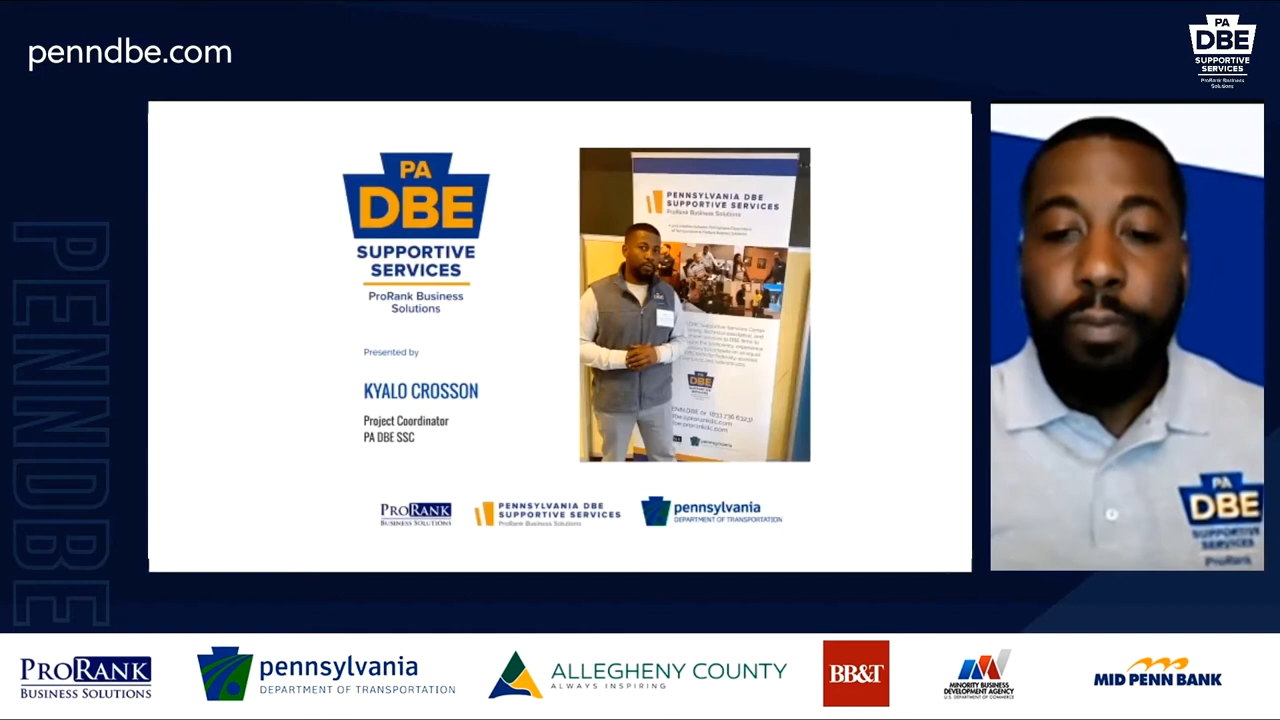 penndbe.com
PA
DBE
SUPPORTIVE
SERVICES
ProRank Business
Solutions
PENNDBE
PA
DBE
SUPPORTIVE
SERVICES
ProRank Business
Solutions
Presented by
KYALO CROSSON
Project Coordinator
PA DBE SSC
PENNSYLVANIA DBE
SUPPORTIVE SERVICES
ProRank Business Solutions
DBE
PRORANK
BUSINESS SOLUTIONS
PENNSYLVANIA DBE
SUPPORTIVE SERVICES
ProRank Business Solutions
pennsylvania
DEPARTMENT OF TRANSPORTATION
PA
DBE
SUPPORTIVE
SERVICES
ProRank
PRORANK
BUSINESS SOLUTIONS
pennsylvania
DEPARTMENT OF TRANSPORTATION
ALLEGHENY COUNTY
ALWAYS INSPIRING
BB&T
MINORITY BUSINESS
DEVELOPMENT AGENCY
U.S. DEPARTMENT OF COMMERCE
MID PENN BANK